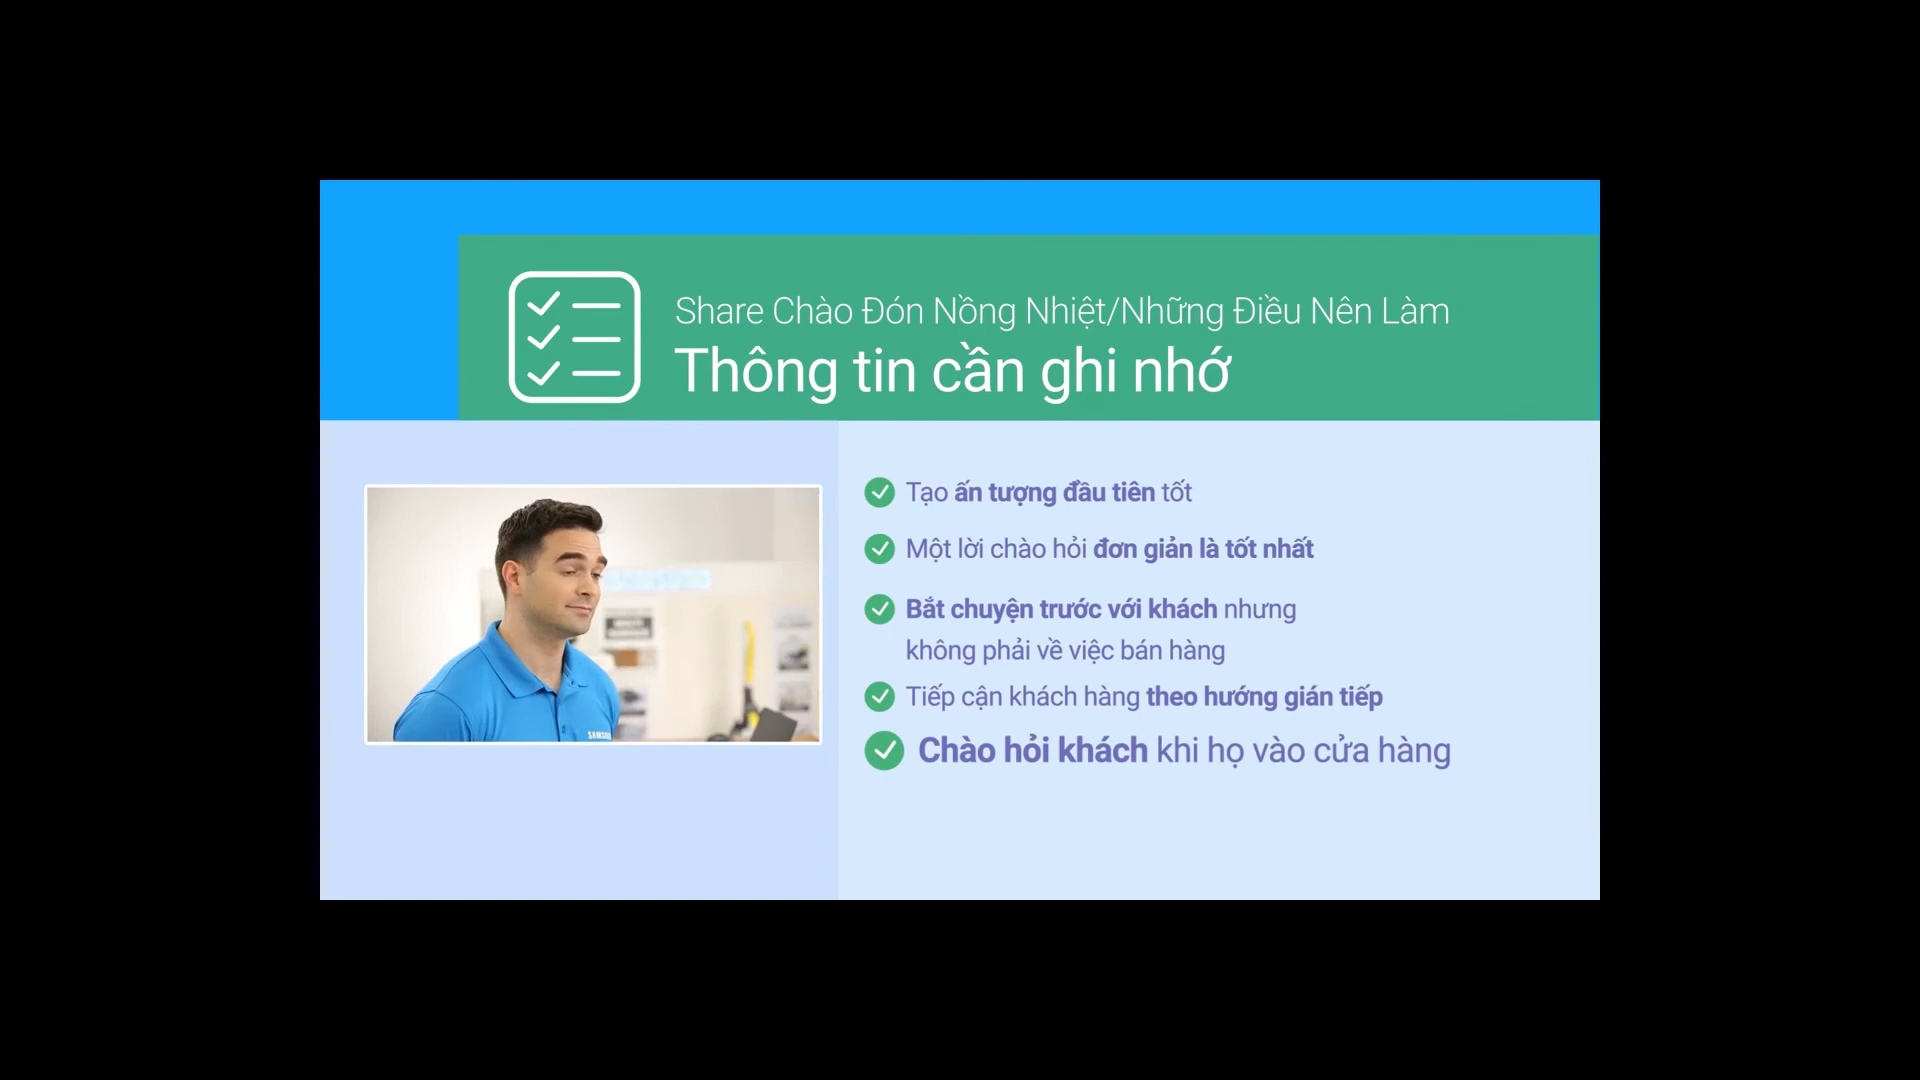 Share Chào Đón Nồng Nhiệt/Những Điều Nên Làm
Thông tin cần ghi nhớ
Tạo ấn tượng đầu tiên tốt
Một lời chào hỏi đơn giản là tốt nhất
Bắt chuyện trước với khách nhưng
không phải về việc bán hàng
Tiếp cận khách hàng theo hướng gián tiếp
Chào hỏi khách khi họ vào cửa hàng